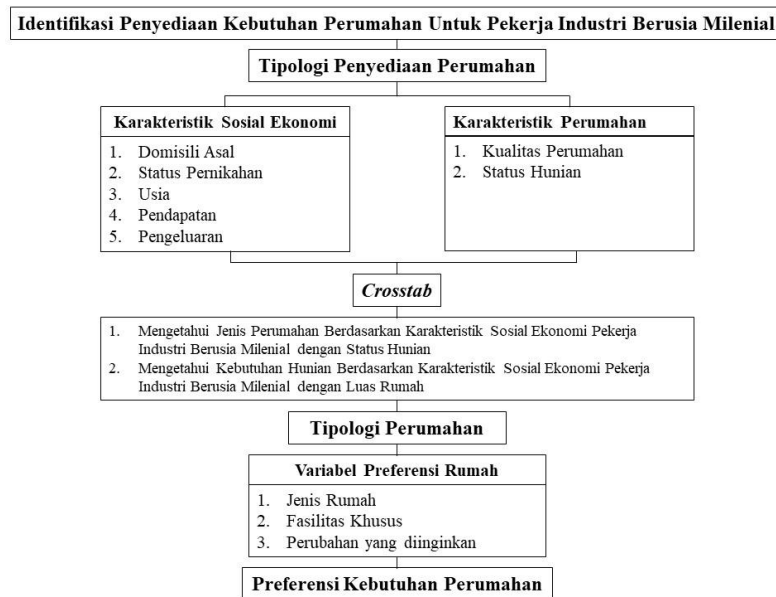 Identifikasi Penyediaan Kebutuhan Perumahan Untuk Pekerja Industri Berusia Milenial
Tipologi Penyediaan Perumahan
Karakteristik Sosial Ekonomi
1. Domisili Asal
2. Status Pernikahan
3. Usia
4. Pendapatan
5. Pengeluaran
Karakteristik Perumahan
1. Kualitas Perumahan
2. Status Hunian
Crosstab
1. Mengetahui Jenis Perumahan Berdasarkan Karakteristik Sosial Ekonomi Pekerja
Industri Berusia Milenial dengan Status Hunian
2. Mengetahui Kebutuhan Hunian Berdasarkan Karakteristik Sosial Ekonomi Pekerja
Industri Berusia Milenial dengan Luas Rumah
Tipologi Perumahan
Variabel Preferensi Rumah
1. Jenis Rumah
2. Fasilitas Khusus
3. Perubahan yang diinginkan
Preferensi Kebutuhan Perumahan